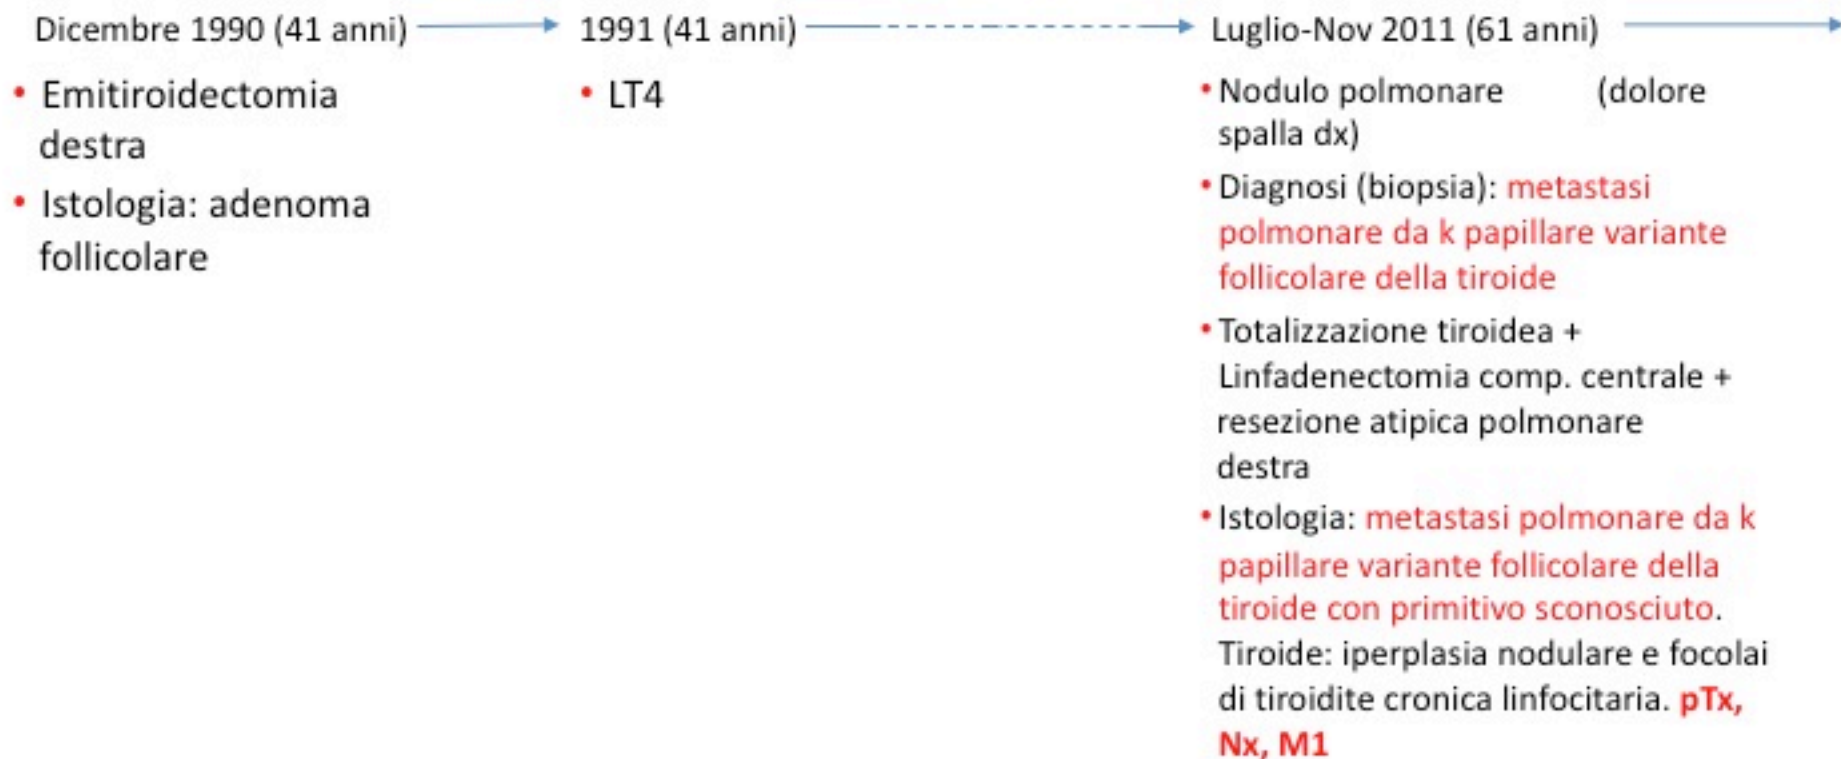 Dicembre 1990 (41 anni)
• Emitiroidectomia
destra
• Istologia: adenoma
follicolare
1991 (41 anni)
• LT4
Luglio-Nov 2011 (61 anni)
• Nodulo polmonare (dolore
spalla dx)
• Diagnosi (biopsia): metastasi
polmonare da k papillare variante
follicolare della tiroide
• Totalizzazione tiroidea +
Linfadenectomia comp. centrale +
resezione atipica polmonare
destra
• Istologia: metastasi polmonare da k
papillare variante follicolare della
tiroide con primitivo sconosciuto.
Tiroide: iperplasia nodulare e focolai
di tiroidite cronica linfocitaria. pTx,
Nx, M1